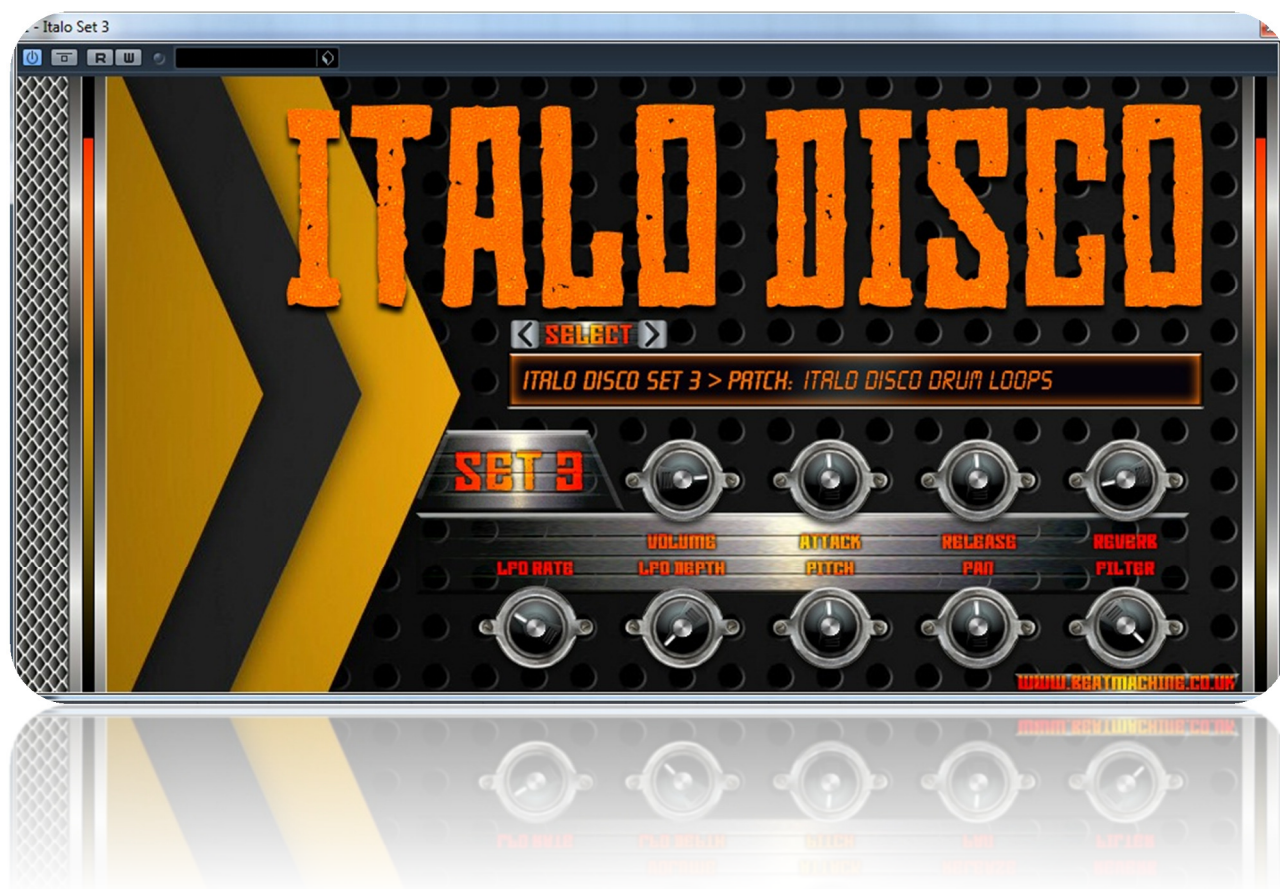 - Italo Set 3
R W
ITALO DISCO
< SELECT >
ITALO DISCO SET 3 > PATCH: ITALO DISCO DRUM LOOPS
SET 3
VOLUME ATTACK RELEASE REVERB
LFO RATE LFO DEPTH PITCH PAN FILTER
WWW.BEATMACHINE.CO.UK